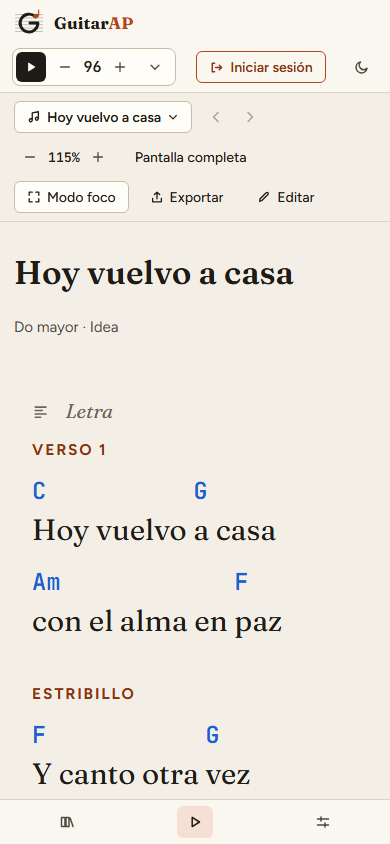 GuitarAP
96
Iniciar sesión
Hoy vuelvo a casa
115%
Pantalla completa
Modo foco
Exportar
Editar
Hoy vuelvo a casa
Do mayor · Idea
Letra
VERSO 1
C G
Hoy vuelvo a casa
Am F
con el alma en paz
ESTRIBILLO
F G
Y canto otra vez